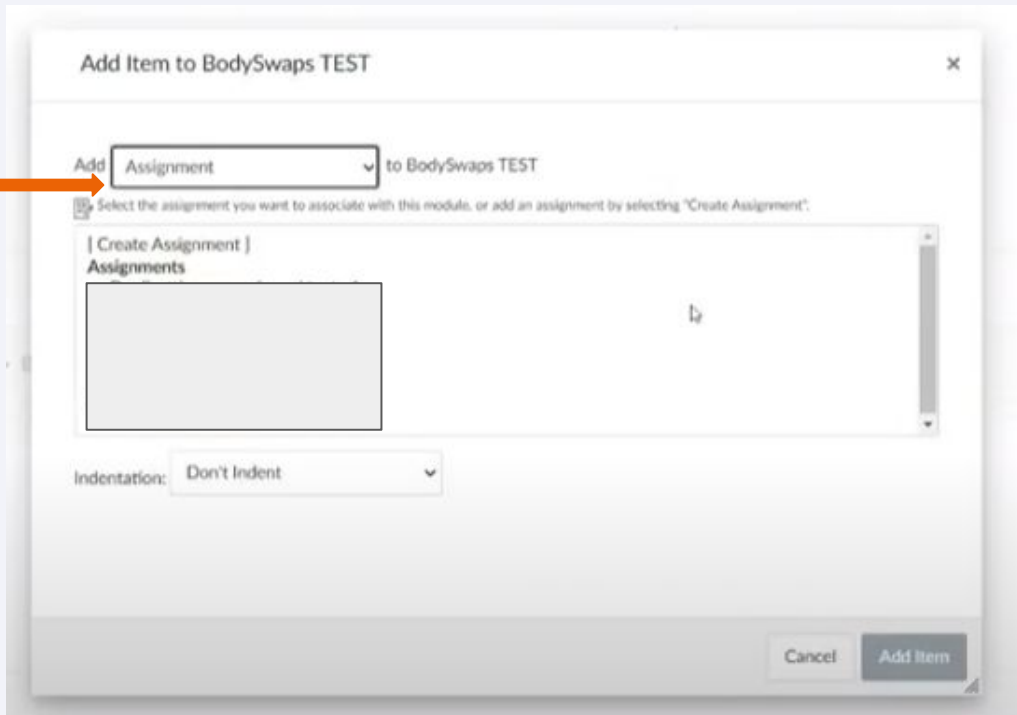 Add Item to BodySwaps TEST
Add Assignment to BodySwaps TEST
Select the assignment you want to associate with this module, or add an assignment by selecting "Create Assignment".
[ Create Assignment ]
Assignments
Indentation: Don't Indent
Cancel Add Item